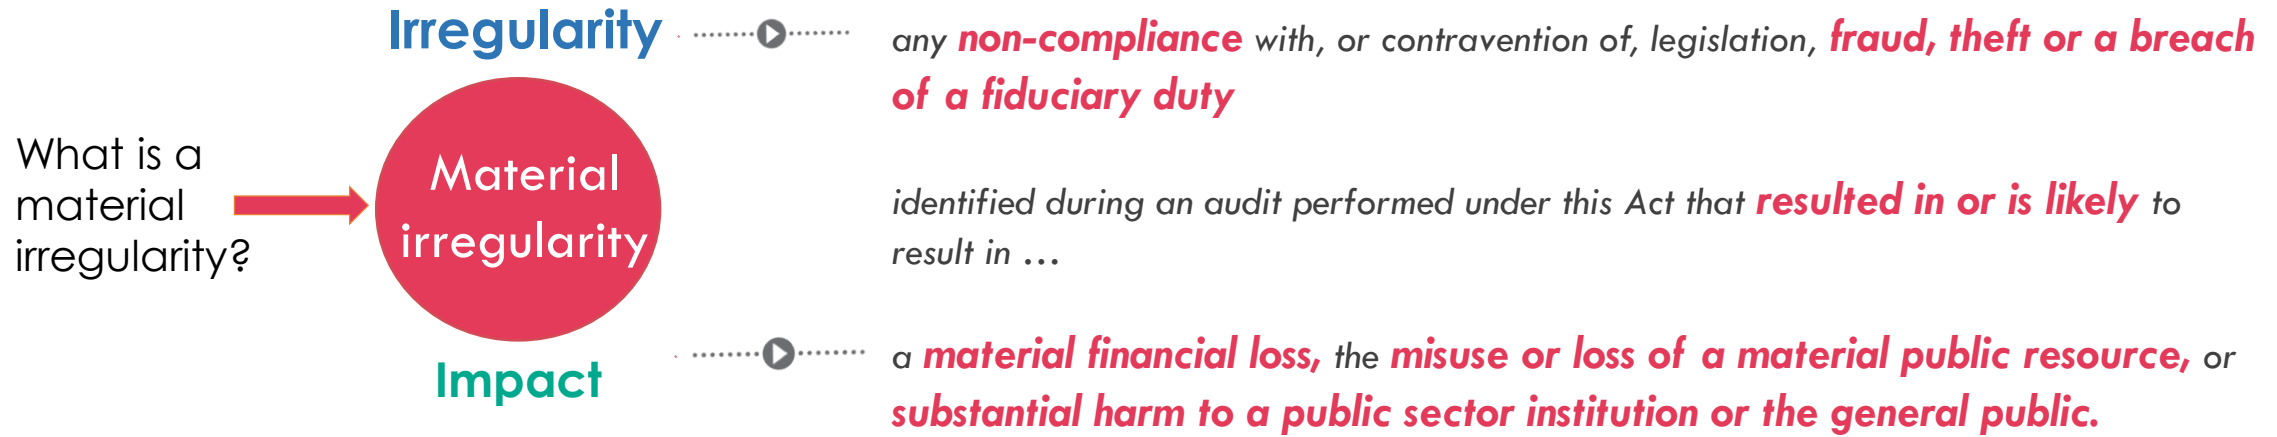 What is a
material
irregularity?
Irregularity
Material
irregularity
Impact
any non-compliance with, or contravention of, legislation, fraud, theft or a breach
of a fiduciary duty
identified during an audit performed under this Act that resulted in or is likely to
result in …
a material financial loss, the misuse or loss of a material public resource, or
substantial harm to a public sector institution or the general public.